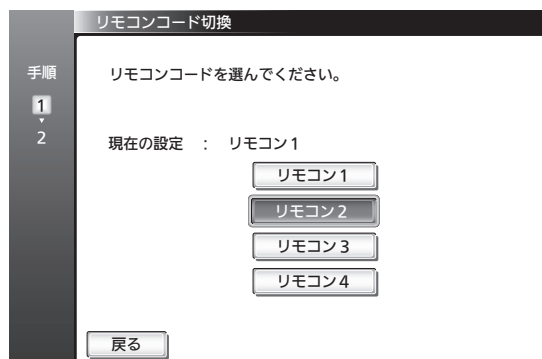 リモコンコード切換
手順
1
2
リモコンコードを選んでください。
現在の設定 : リモコン1
リモコン1
リモコン2
リモコン3
リモコン4
戻る